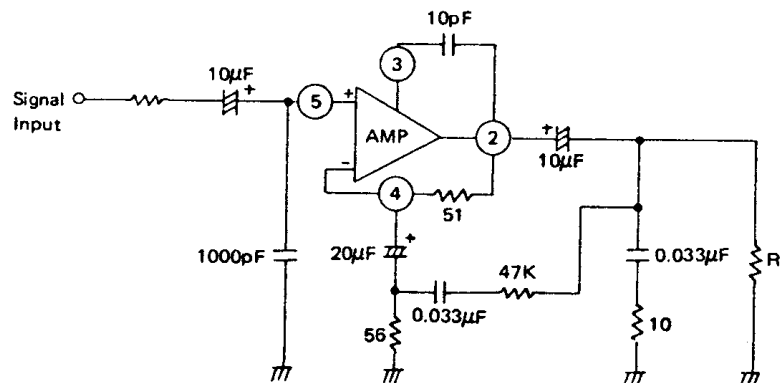 10pF
3
10μF
+
Signal
Input
5
+
AMP
2
+
10μF
-
4
51
+
20μF
1000pF
47K
0.033μF
R
0.033μF
56
10